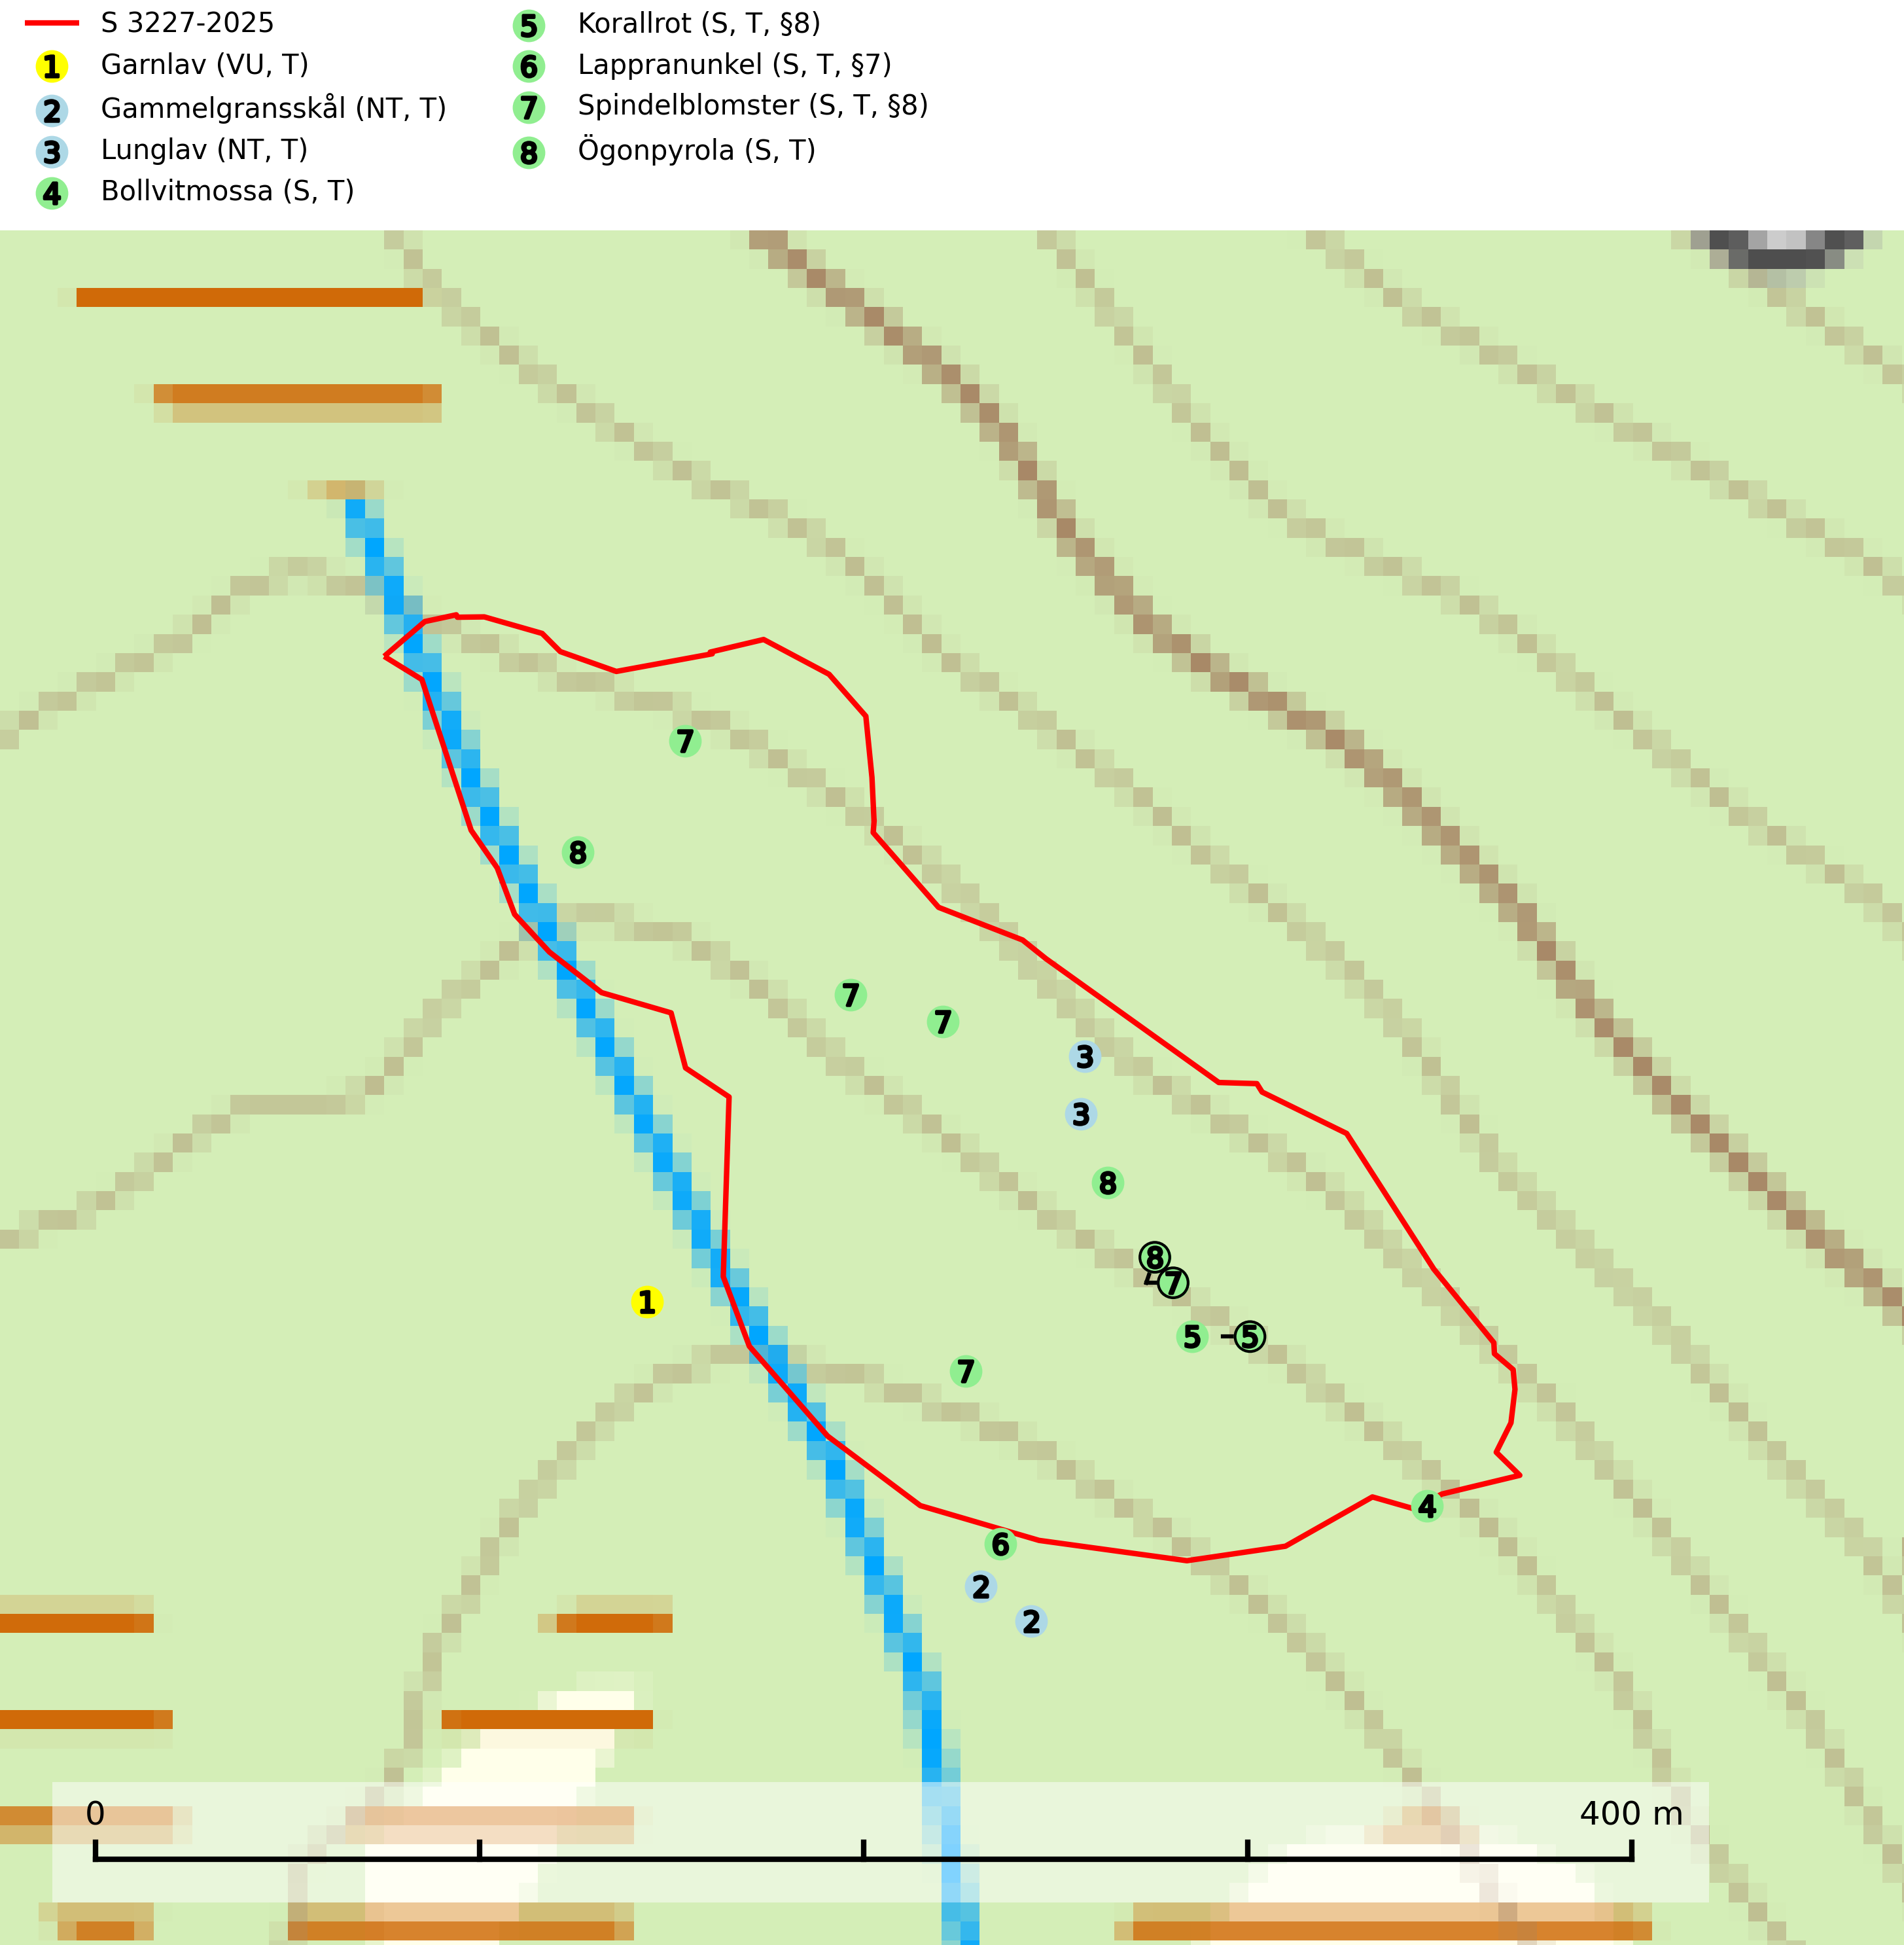 S 3227-2025
1 Garnlav (VU, T)
2 Gammelgransskål (NT, T)
3 Lunglav (NT, T)
4 Bollvitmossa (S, T)
5 Korallrot (S, T, §8)
6 Lappranunkel (S, T, §7)
7 Spindelblomster (S, T, §8)
8 Ögonpyrola (S, T)
7
8
7
7
3
3
8
8
7
1
5
5
7
4
6
2
2
0
400 m